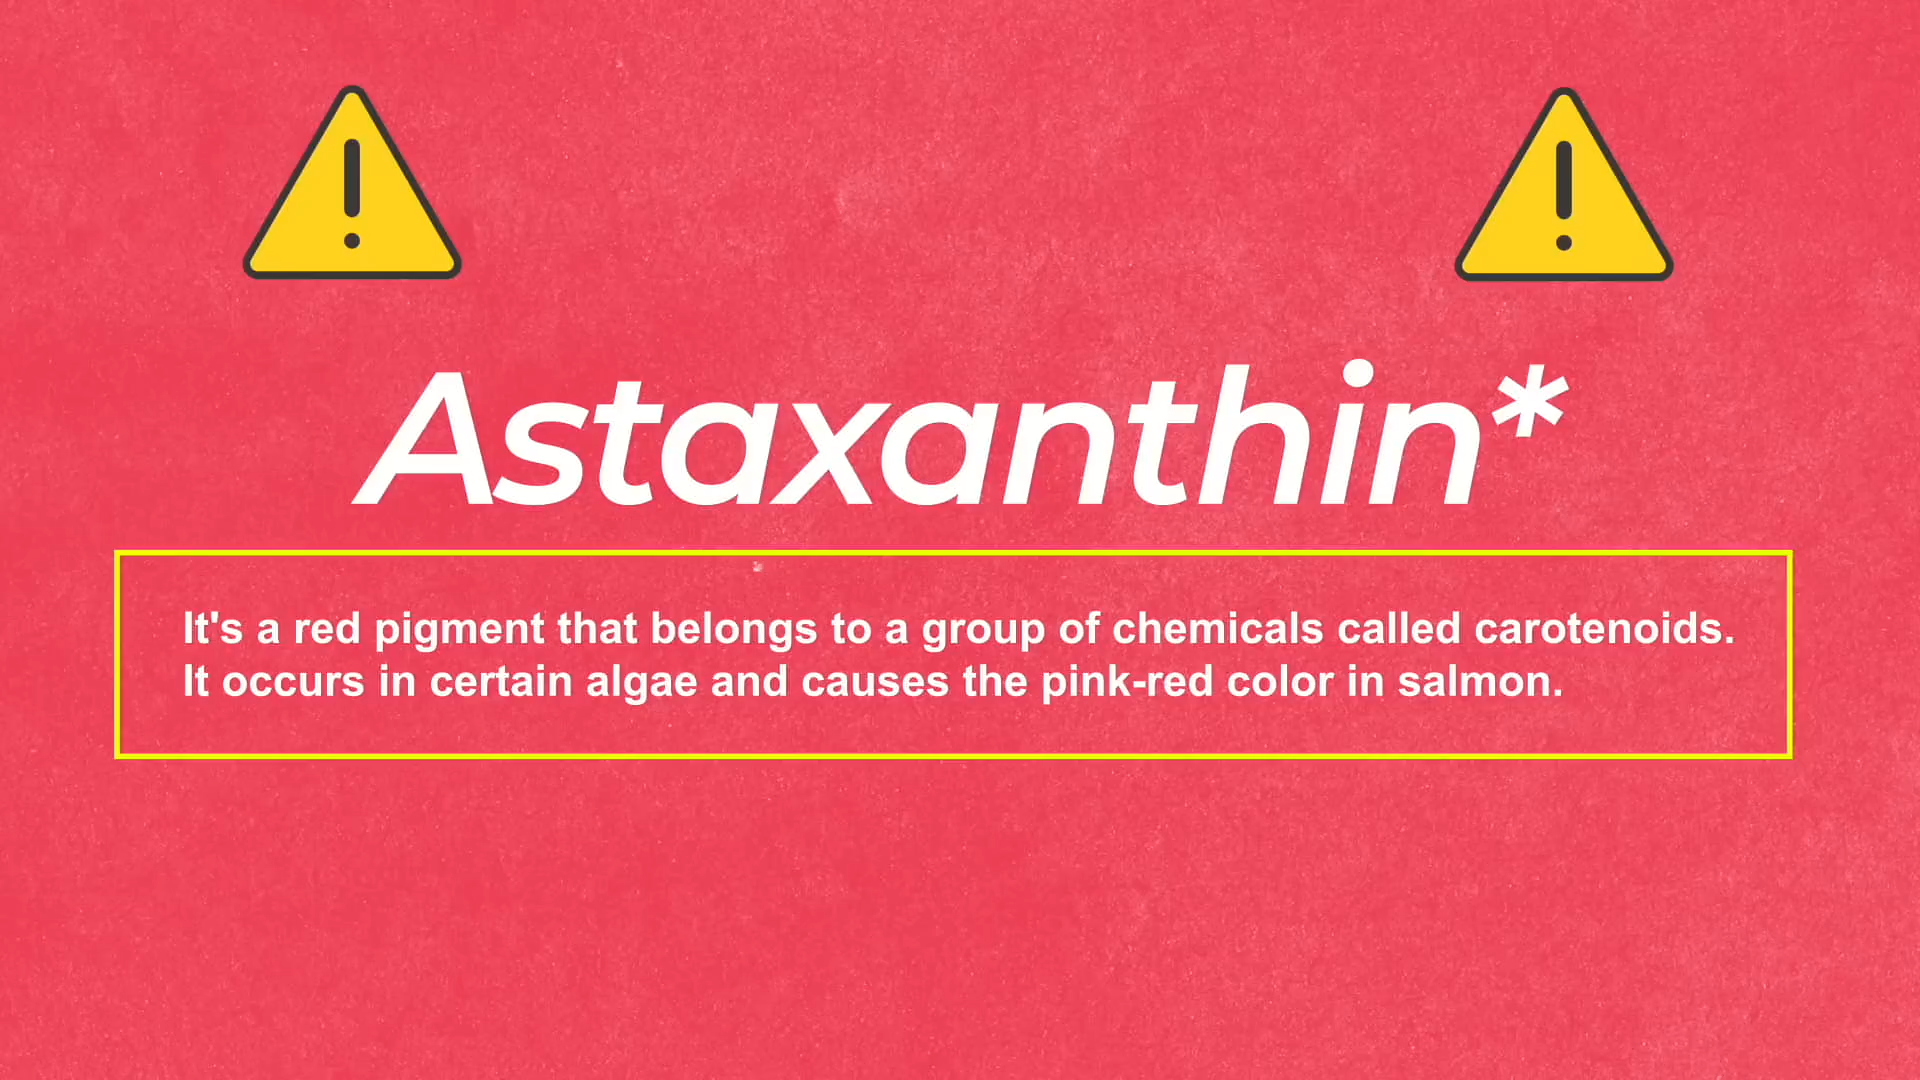 Astaxanthin*
It's a red pigment that belongs to a group of chemicals called carotenoids.
It occurs in certain algae and causes the pink-red color in salmon.